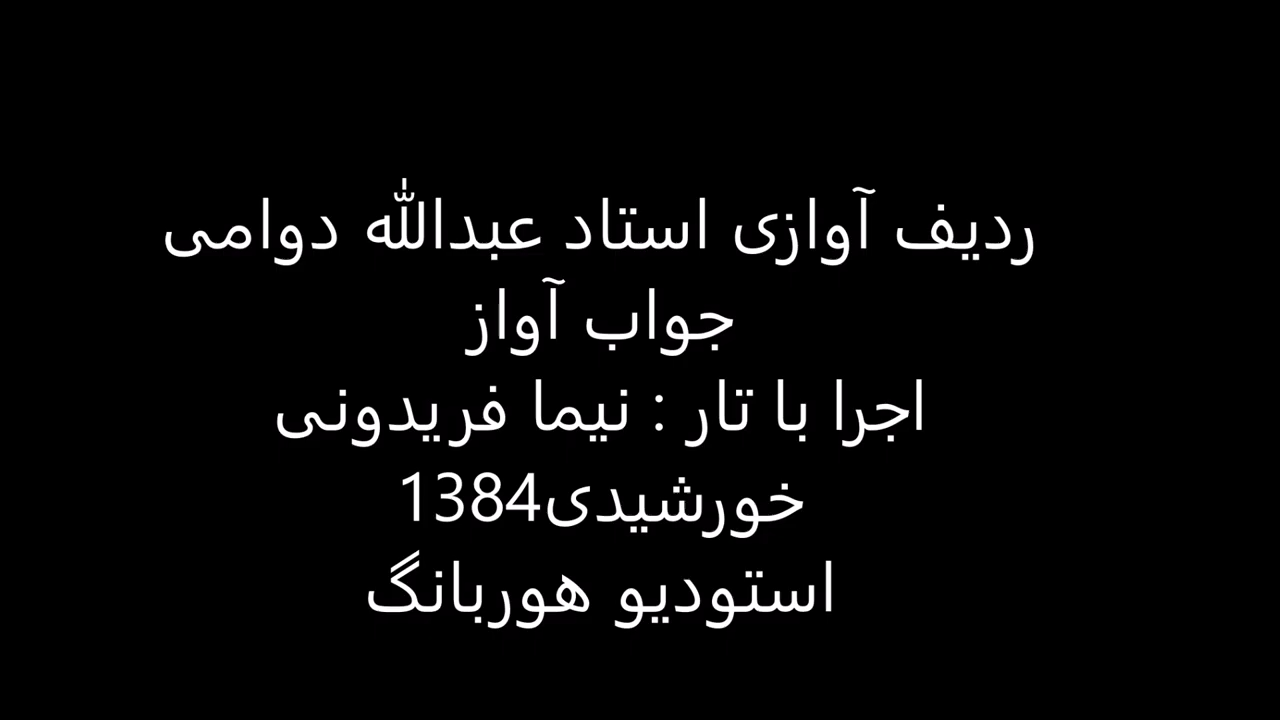 ردیف آوازی استاد عبدالله دوامی
جواب آواز
اجرا با تار : نیما فریدونی
خورشیدی1384
استودیو هوربانگ